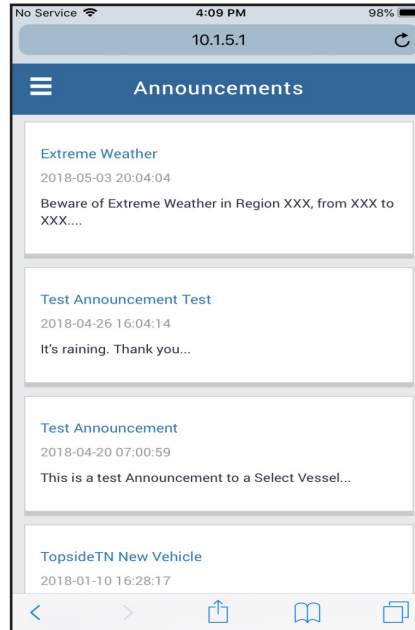 No Service 4:09 PM 98%
10.1.5.1
Announcements
Extreme Weather
2018-05-03 20:04:04
Beware of Extreme Weather in Region XXX, from XXX to
XXX....
Test Announcement Test
2018-04-26 16:04:14
It's raining. Thank you...
Test Announcement
2018-04-20 07:00:59
This is a test Announcement to a Select Vessel...
TopsideTN New Vehicle
2018-01-10 16:28:17